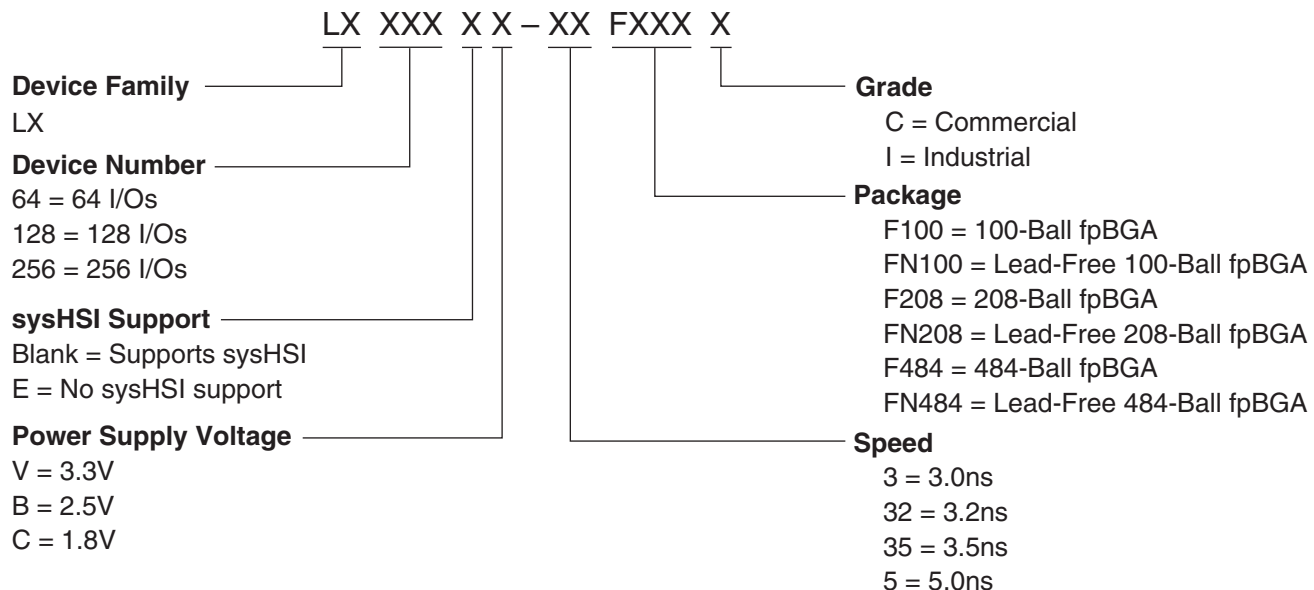 LX XXX X X – XX FXXX X
Device Family
LX
Device Number
64 = 64 I/Os
128 = 128 I/Os
256 = 256 I/Os
sysHSI Support
Blank = Supports sysHSI
E = No sysHSI support
Power Supply Voltage
V = 3.3V
B = 2.5V
C = 1.8V
Grade
C = Commercial
I = Industrial
Package
F100 = 100-Ball fpBGA
FN100 = Lead-Free 100-Ball fpBGA
F208 = 208-Ball fpBGA
FN208 = Lead-Free 208-Ball fpBGA
F484 = 484-Ball fpBGA
FN484 = Lead-Free 484-Ball fpBGA
Speed
3 = 3.0ns
32 = 3.2ns
35 = 3.5ns
5 = 5.0ns